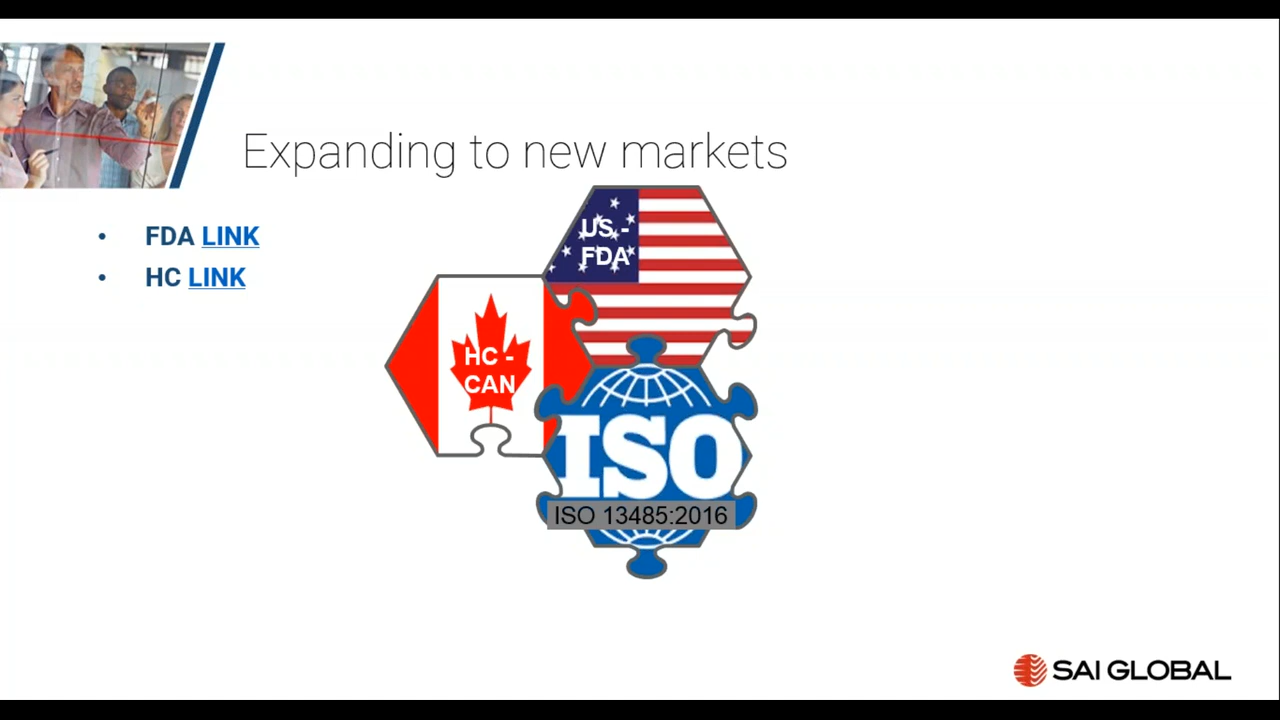 Expanding to new markets
• FDA LINK
• HC LINK
US -
FDA
HC -
CAN
ISO
ISO 13485:2016
SAI GLOBAL